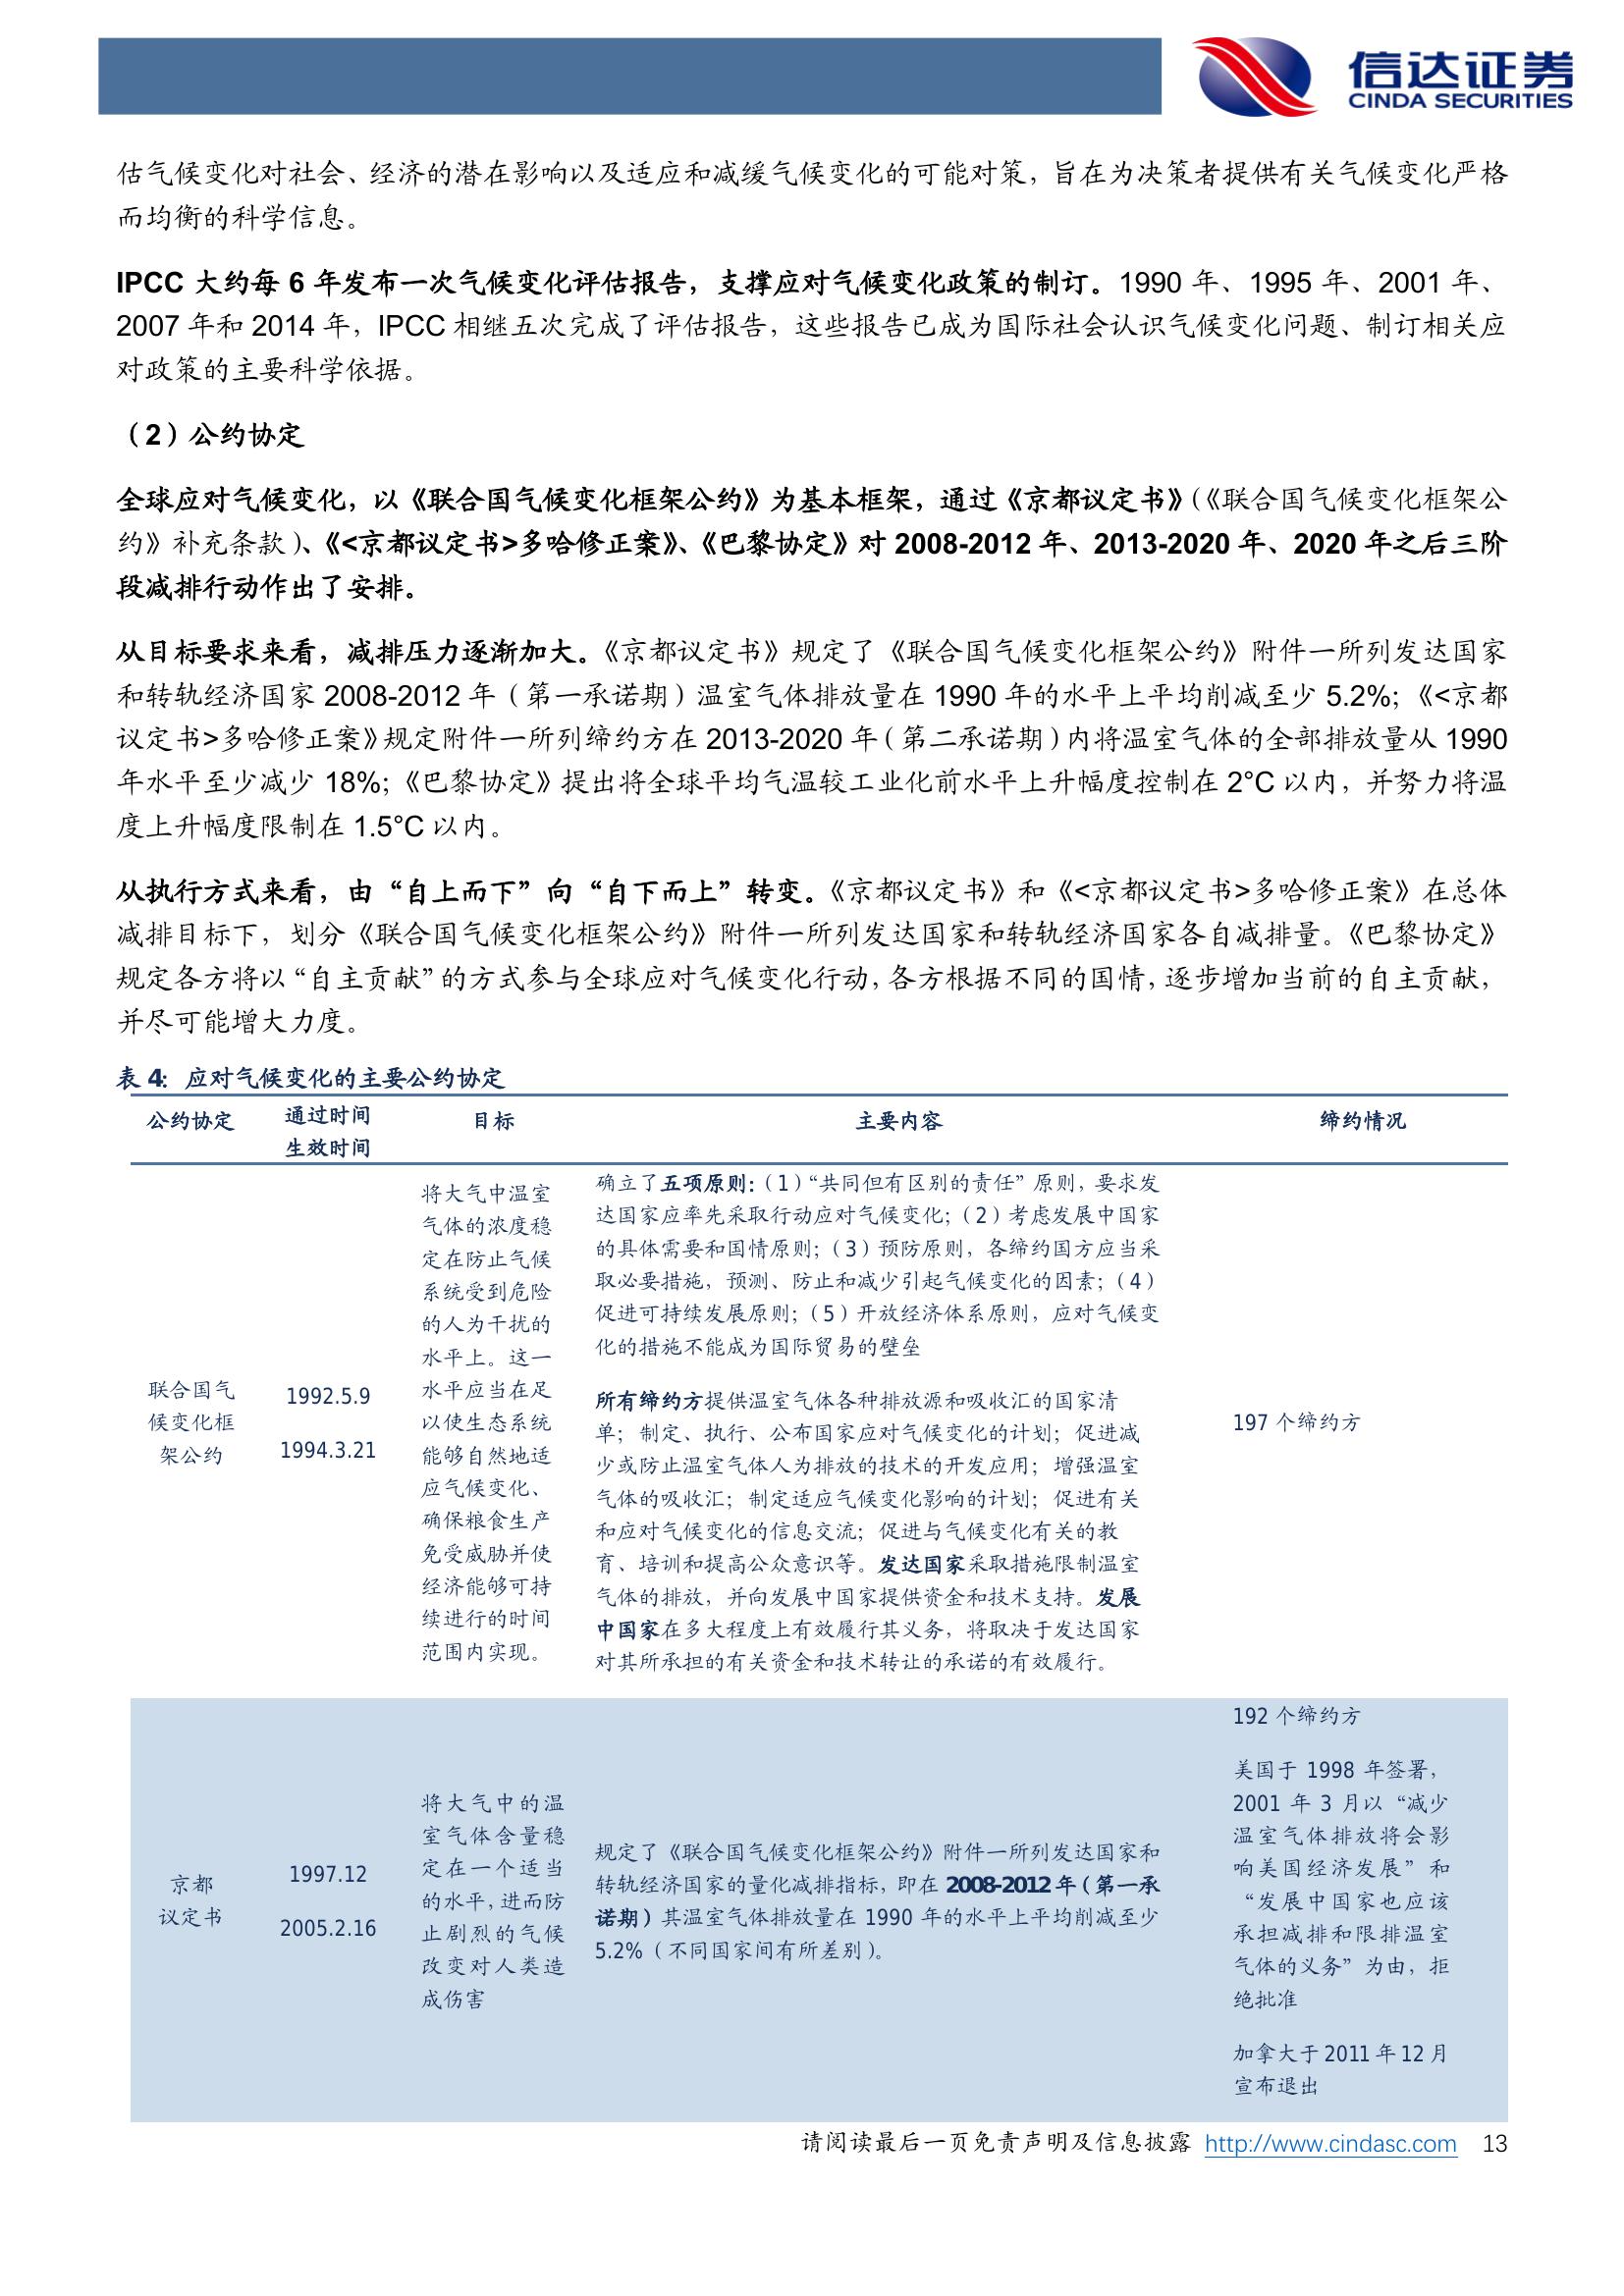 信达证券
CINDA SECURITIES
估气候变化对社会、经济的潜在影响以及适应和减缓气候变化的可能对策，旨在为决策者提供有关气候变化严格
而均衡的科学信息。
IPCC 大约每 6 年发布一次气候变化评估报告，支撑应对气候变化政策的制订。1990 年、1995 年、2001 年、
2007 年和 2014 年，IPCC 相继五次完成了评估报告，这些报告已成为国际社会认识气候变化问题、制订相关应
对政策的主要科学依据。
（2）公约协定
全球应对气候变化，以《联合国气候变化框架公约》为基本框架，通过《京都议定书》（《联合国气候变化框架公
约》补充条款）、《<京都议定书>多哈修正案》、《巴黎协定》对 2008-2012 年、2013-2020 年、2020 年之后三阶
段减排行动作出了安排。
从目标要求来看，减排压力逐渐加大。《京都议定书》规定了《联合国气候变化框架公约》附件一所列发达国家
和转轨经济国家 2008-2012 年（第一承诺期）温室气体排放量在 1990 年的水平上平均削减至少 5.2%；《<京都
议定书>多哈修正案》规定附件一所列缔约方在 2013-2020 年（第二承诺期）内将温室气体的全部排放量从 1990
年水平至少减少 18%；《巴黎协定》提出将全球平均气温较工业化前水平上升幅度控制在 2°C 以内，并努力将温
度上升幅度限制在 1.5°C 以内。
从执行方式来看，由“自上而下”向“自下而上”转变。《京都议定书》和《<京都议定书>多哈修正案》在总体
减排目标下，划分《联合国气候变化框架公约》附件一所列发达国家和转轨经济国家各自减排量。《巴黎协定》
规定各方将以“自主贡献”的方式参与全球应对气候变化行动，各方根据不同的国情，逐步增加当前的自主贡献，
并尽可能增大力度。
表 4：应对气候变化的主要公约协定
公约协定
通过时间
生效时间
目标
主要内容
缔约情况
联合国气
候变化框
架公约
1992.5.9
1994.3.21
将大气中温室
气体的浓度稳
定在防止气候
系统受到危险
的人为干扰的
水平上。这一
水平应当在足
以使生态系统
能够自然地适
应气候变化、
确保粮食生产
免受威胁并使
经济能够可持
续进行的时间
范围内实现。
确立了五项原则：（1）“共同但有区别的责任”原则，要求发
达国家应率先采取行动应对气候变化；（2）考虑发展中国家
的具体需要和国情原则；（3）预防原则，各缔约国方应当采
取必要措施，预测、防止和减少引起气候变化的因素；（4）
促进可持续发展原则；（5）开放经济体系原则，应对气候变
化的措施不能成为国际贸易的壁垒
所有缔约方提供温室气体各种排放源和吸收汇的国家清
单；制定、执行、公布国家应对气候变化的计划；促进减
少或防止温室气体人为排放的技术的开发应用；增强温室
气体的吸收汇；制定适应气候变化影响的计划；促进有关
和应对气候变化的信息交流；促进与气候变化有关的教
育、培训和提高公众意识等。发达国家采取措施限制温室
气体的排放，并向发展中国家提供资金和技术支持。发展
中国家在多大程度上有效履行其义务，将取决于发达国家
对其所承担的有关资金和技术转让的承诺的有效履行。
197 个缔约方
京都
议定书
1997.12
2005.2.16
将大气中的温
室气体含量稳
定在一个适当
的水平，进而防
止剧烈的气候
改变对人类造
成伤害
规定了《联合国气候变化框架公约》附件一所列发达国家和
转轨经济国家的量化减排指标，即在 2008-2012 年（第一承
诺期）其温室气体排放量在 1990 年的水平上平均削减至少
5.2%（不同国家间有所差别）。
192 个缔约方
美国于 1998 年签署，
2001 年 3 月以“减少
温室气体排放将会影
响美国经济发展”和
“发展中国家也应该
承担减排和限排温室
气体的义务”为由，拒
绝批准
加拿大于 2011 年 12 月
宣布退出
请阅读最后一页免责声明及信息披露 http://www.cindasc.com 13